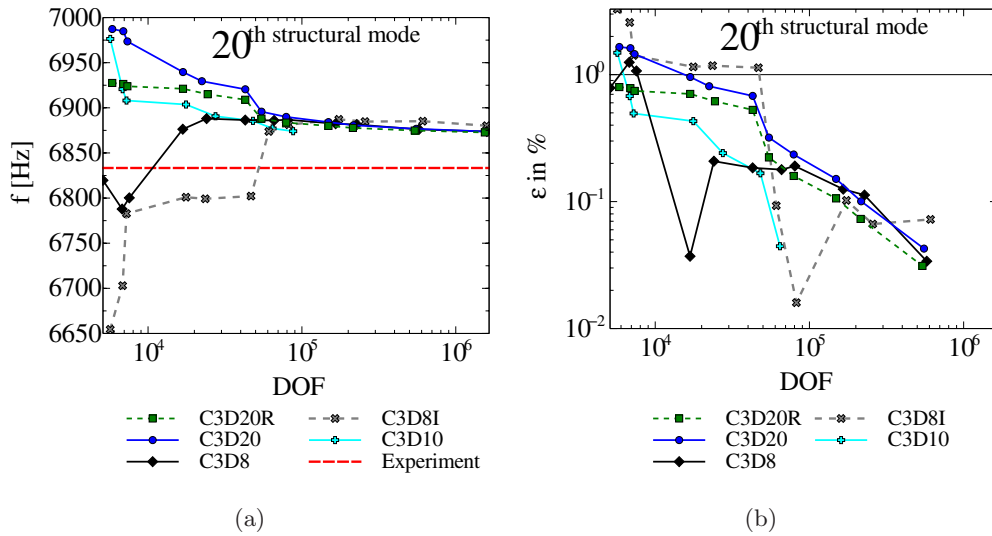 20th structural mode
f [Hz]
7000
6950
6900
6850
6800
6750
6700
6650
10^4
10^5
10^6
DOF
C3D20R
C3D8I
C3D20
C3D10
C3D8
Experiment
(a)
20th structural mode
ε in %
10^0
10^-1
10^-2
10^4
10^5
10^6
DOF
C3D20R
C3D8I
C3D20
C3D10
C3D8
(b)